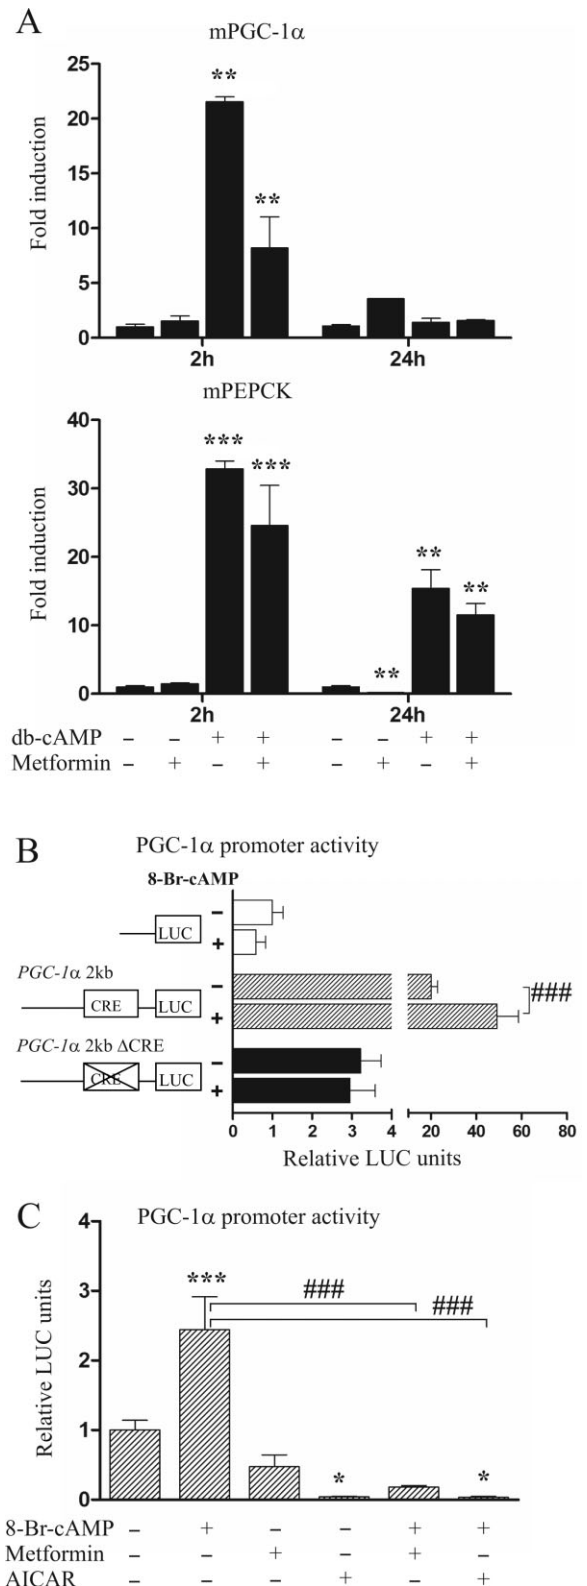 A
mPGC-1α
Fold induction
25
20
15
10
5
0
**
**
2h
24h
mPEPCK
Fold induction
40
30
20
10
0
***
***
**
**
**
2h
24h
db-cAMP – – + + – – + +
Metformin – + – + – + – +
B
PGC-1α promoter activity
8-Br-cAMP
LUC
–
+
PGC-1α 2kb
CRE
LUC
–
+
###
PGC-1α 2kb ΔCRE
CRE
LUC
–
+
0 1 2 3 4 20 40 60 80
Relative LUC units
C
PGC-1α promoter activity
Relative LUC units
4
3
2
1
0
***
###
###
*
*
8-Br-cAMP – + – – + +
Metformin – – + – + –
AICAR – – – + – +